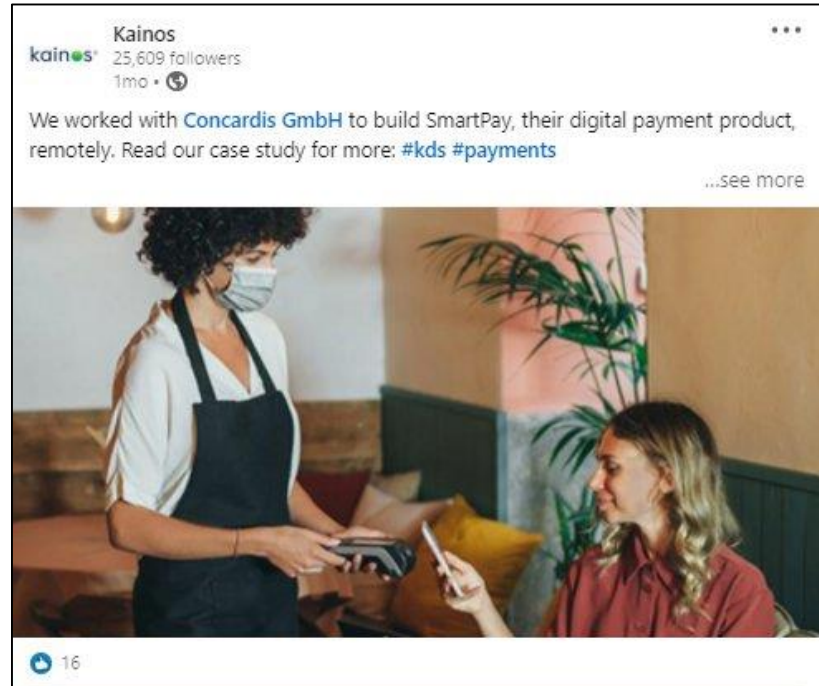 kainos
Kainos
25,609 followers
1mo •
We worked with Concardis GmbH to build SmartPay, their digital payment product,
remotely. Read our case study for more: #kds #payments
...see more
16